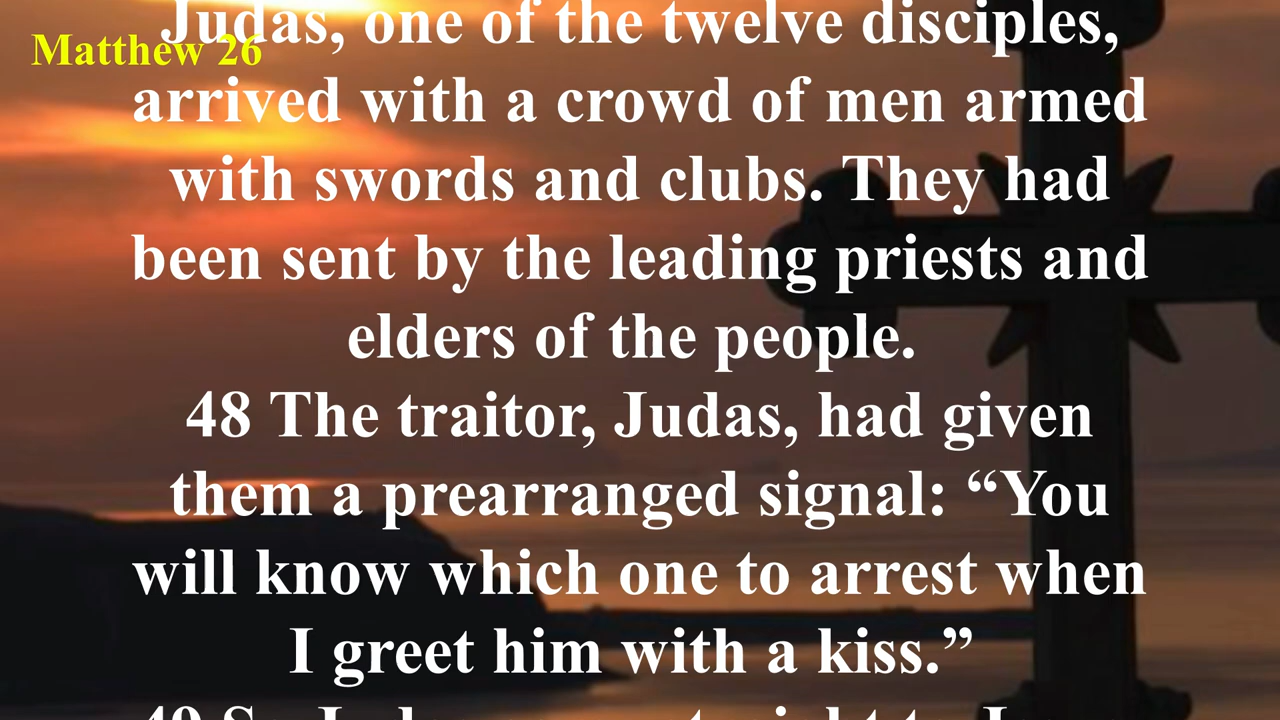 Matthew 26
Judas, one of the twelve disciples,
arrived with a crowd of men armed
with swords and clubs. They had
been sent by the leading priests and
elders of the people.
48 The traitor, Judas, had given
them a prearranged signal: “You
will know which one to arrest when
I greet him with a kiss.”